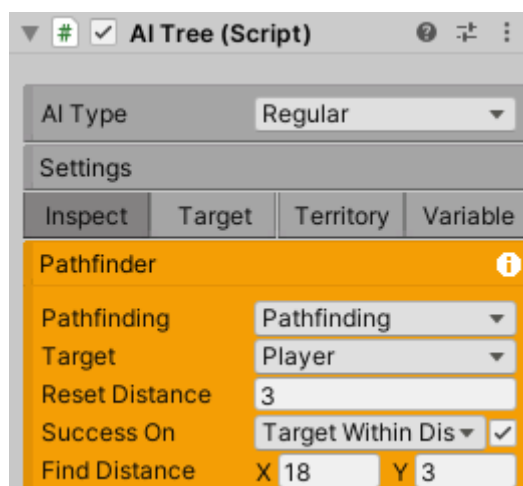 # AI Tree (Script)
AI Type Regular
Settings
Inspect Target Territory Variable
Pathfinder
Pathfinding Pathfinding
Target Player
Reset Distance 3
Success On Target Within Dis
Find Distance X 18 Y 3